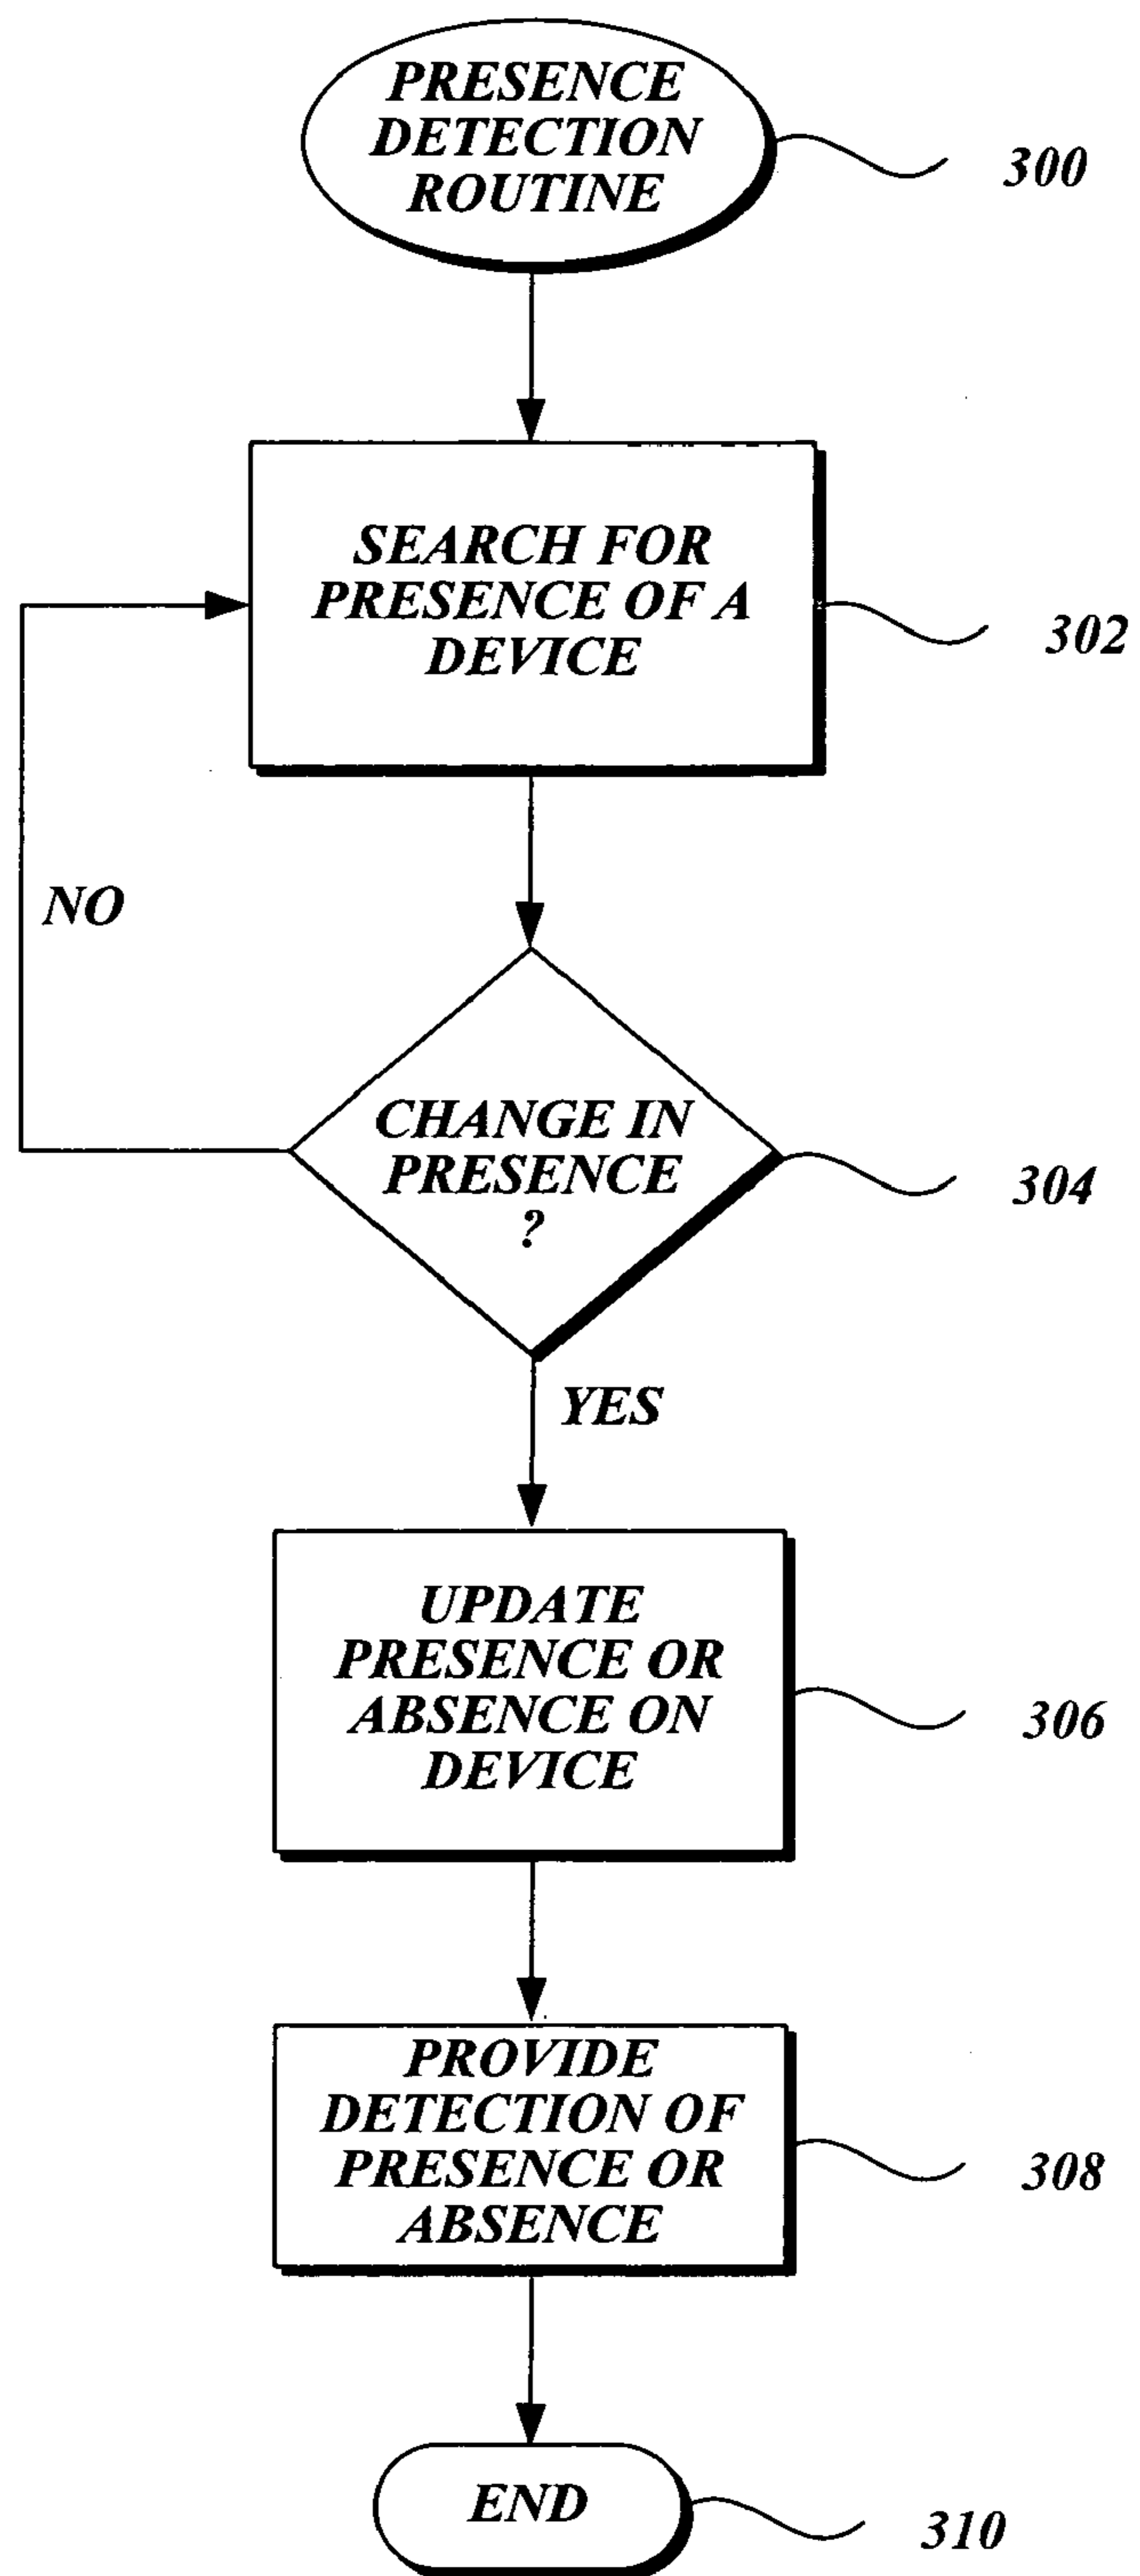 PRESENCE
DETECTION
ROUTINE
300
SEARCH FOR
PRESENCE OF A
DEVICE
302
NO
CHANGE IN
PRESENCE
?
304
YES
UPDATE
PRESENCE OR
ABSENCE ON
DEVICE
306
PROVIDE
DETECTION OF
PRESENCE OR
ABSENCE
308
END
310